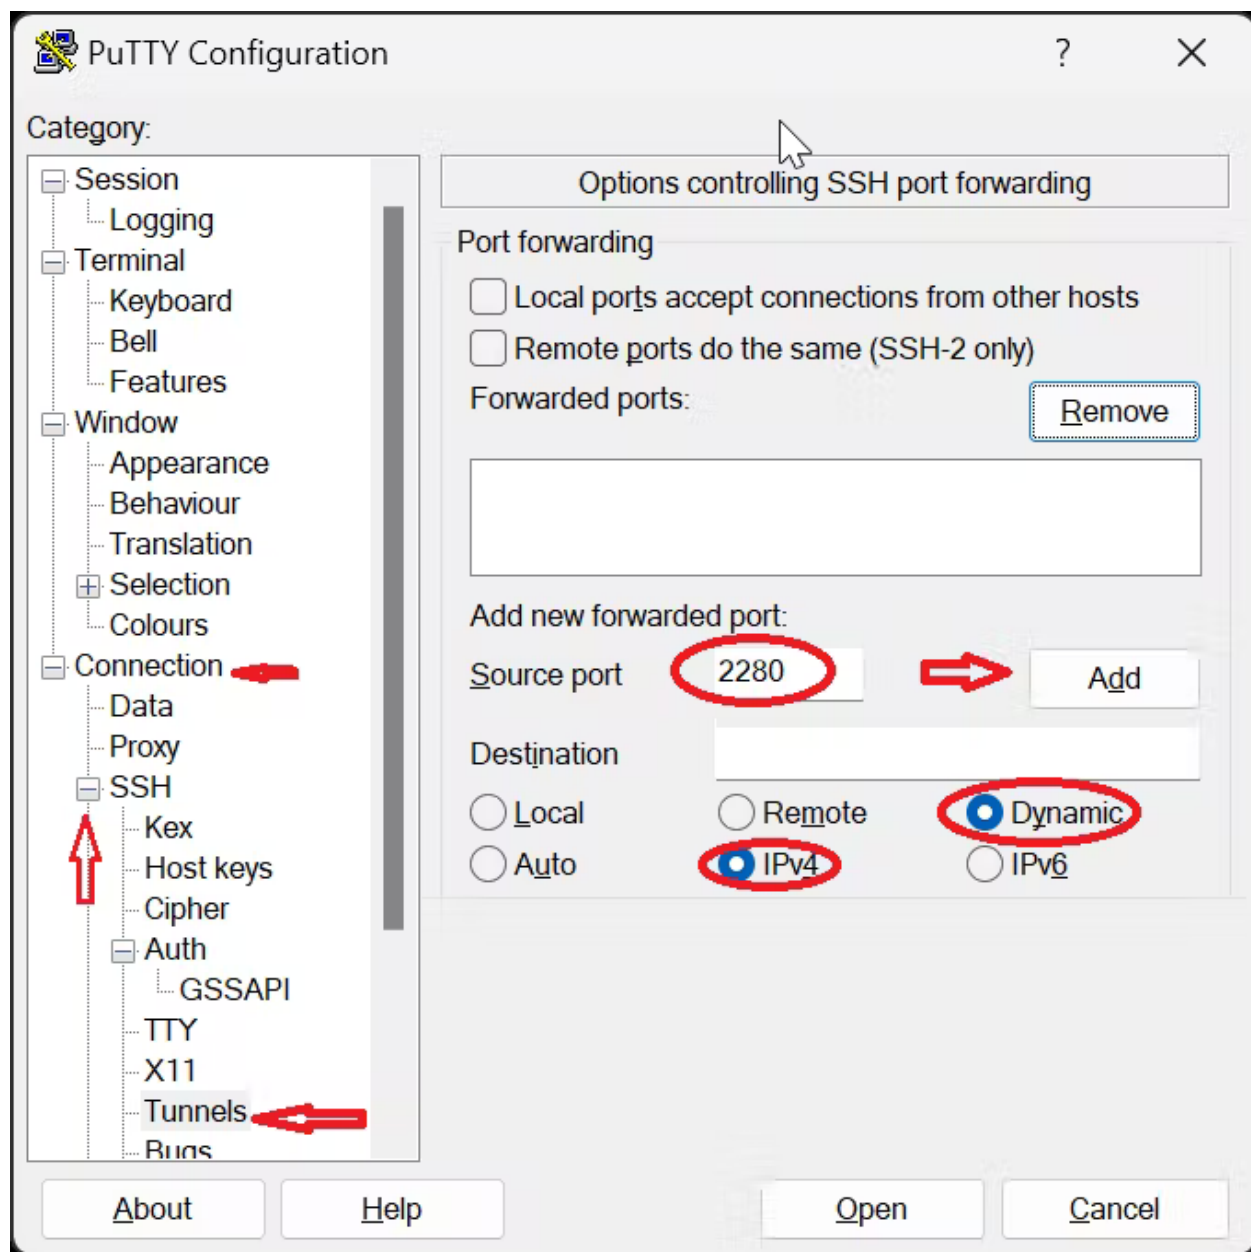 PuTTY Configuration
?
Category:
Session
Logging
Terminal
Keyboard
Bell
Features
Window
Appearance
Behaviour
Translation
Selection
Colours
Connection
Data
Proxy
SSH
Kex
Host keys
Cipher
Auth
GSSAPI
TTY
X11
Tunnels
Bugs
Options controlling SSH port forwarding
Port forwarding
Local ports accept connections from other hosts
Remote ports do the same (SSH-2 only)
Forwarded ports:
Remove
Add new forwarded port:
Source port 2280 Add
Destination
Local Remote Dynamic
Auto IPv4 IPv6
About Help Open Cancel